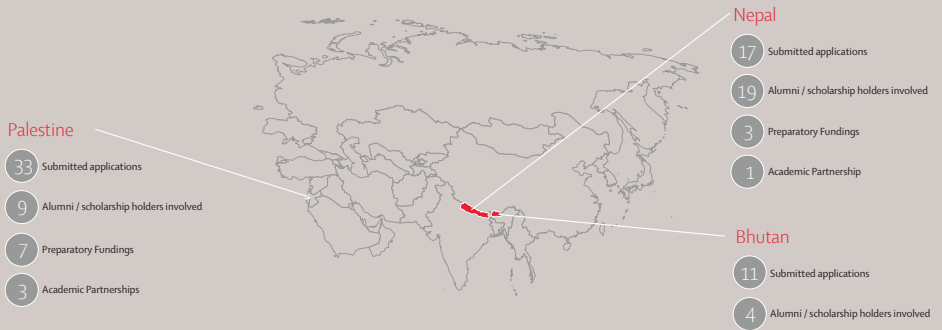 Palestine
33 Submitted applications
9 Alumni / scholarship holders involved
7 Preparatory Fundings
3 Academic Partnerships
Nepal
17 Submitted applications
19 Alumni / scholarship holders involved
3 Preparatory Fundings
1 Academic Partnership
Bhutan
11 Submitted applications
4 Alumni / scholarship holders involved